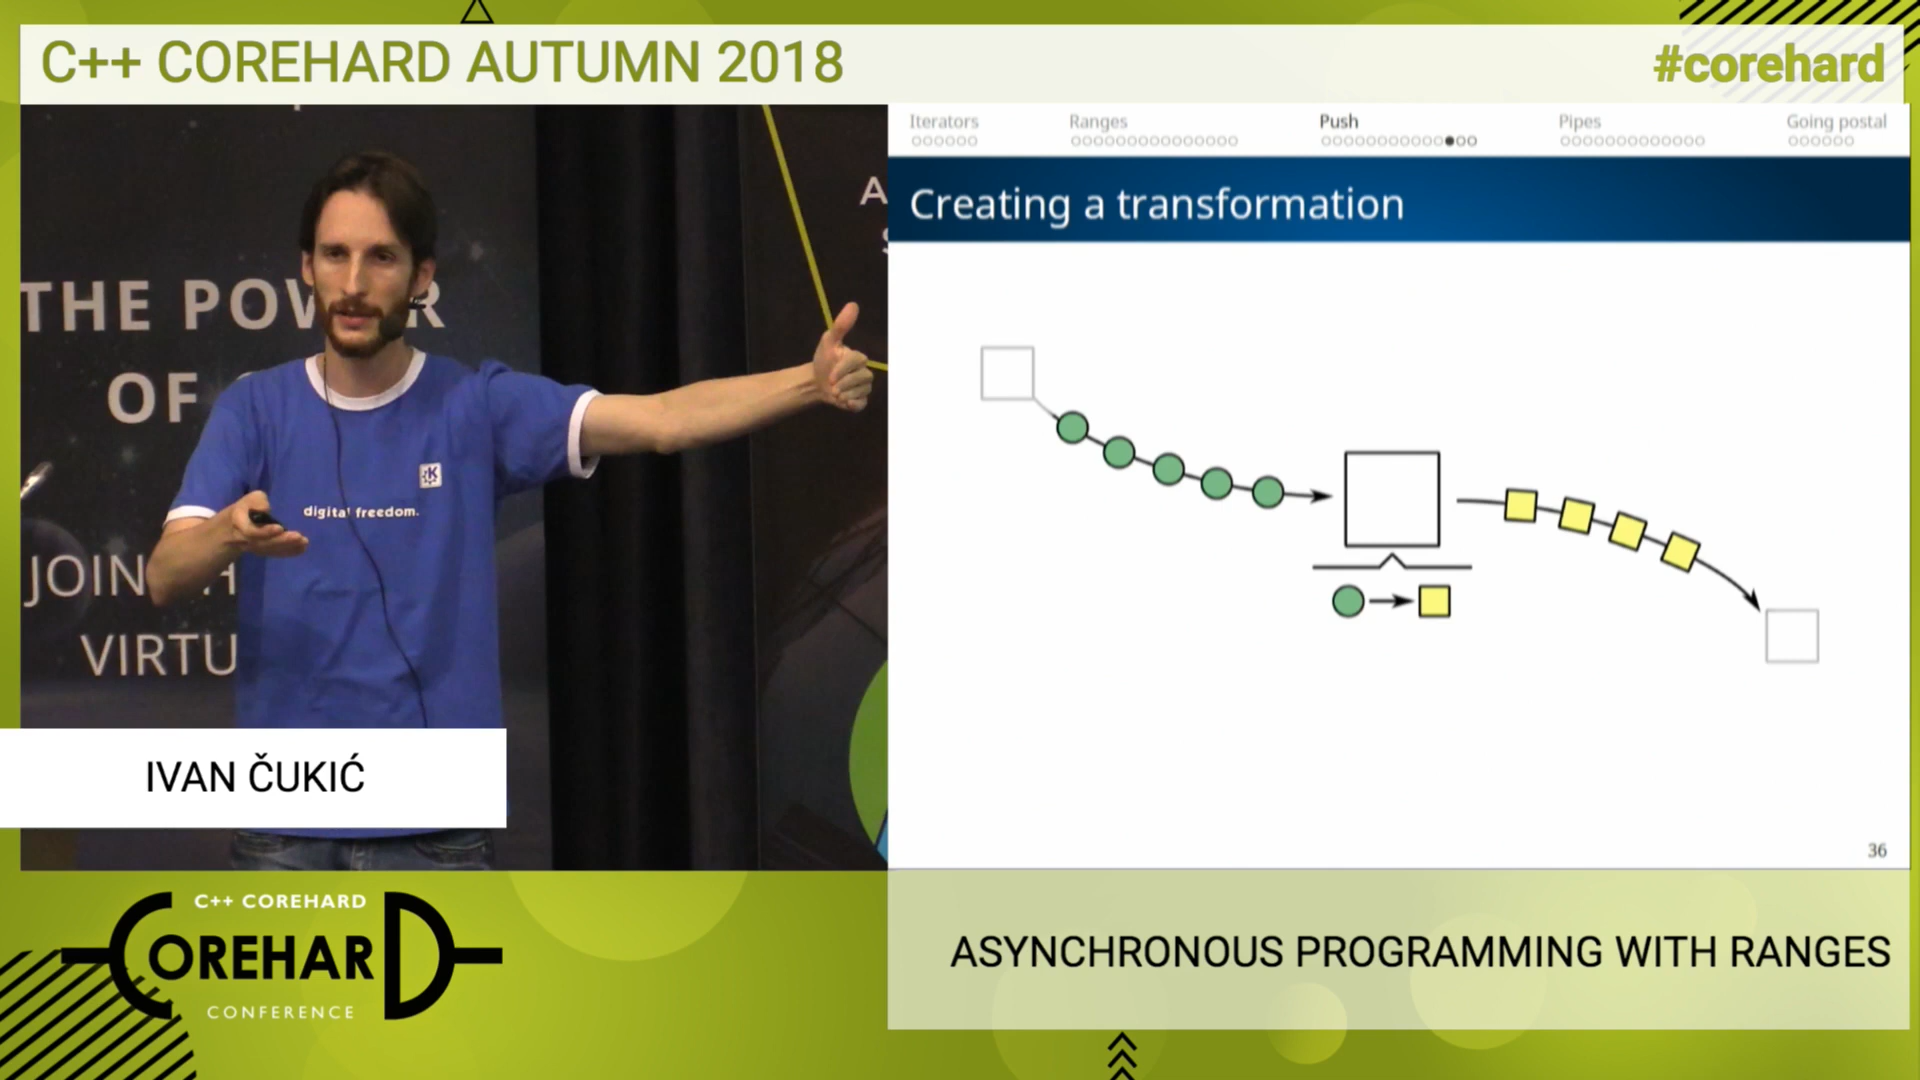 C++ COREHARD AUTUMN 2018
#corehard
Iterators Ranges Push Pipes Going postal
Creating a transformation
THE POW R
OF
JOIN H
VIRTU
A
K
digital freedom.
IVAN ČUKIĆ
36
C++ COREHARD
COREHARD
CONFERENCE
ASYNCHRONOUS PROGRAMMING WITH RANGES